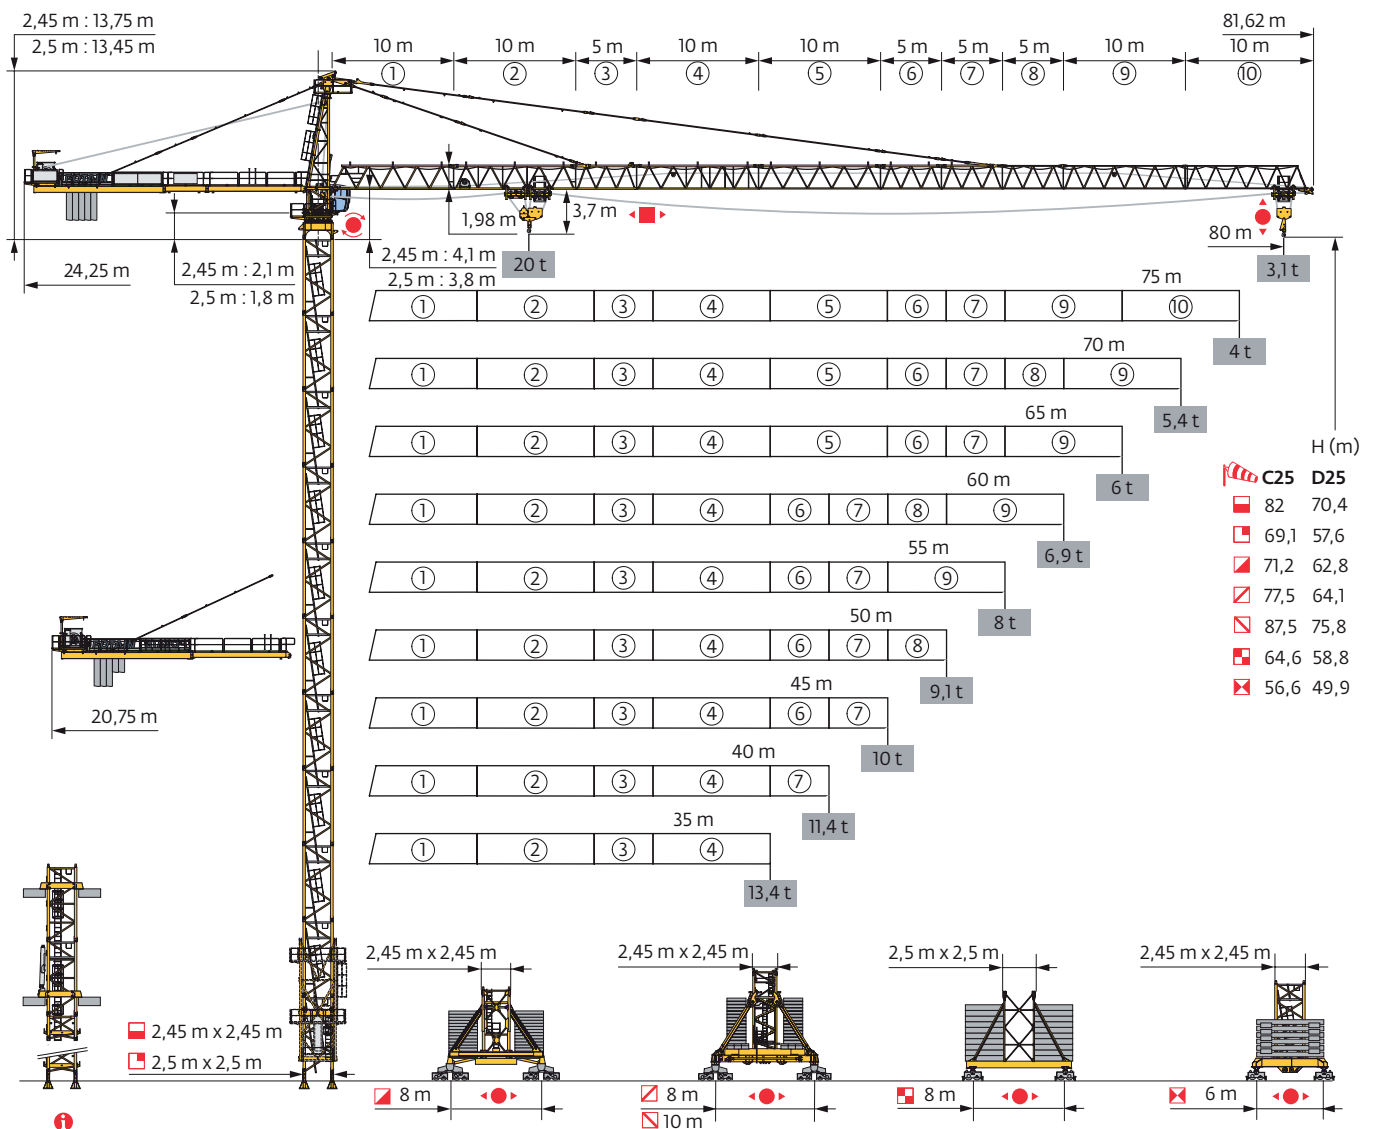 2,45 m : 13,75 m
2,5 m : 13,45 m
81,62 m
10 m 10 m 5 m 10 m 10 m 5 m 5 m 5 m 10 m 10 m
① ② ③ ④ ⑤ ⑥ ⑦ ⑧ ⑨ ⑩
1,98 m
3,7 m
80 m
24,25 m
2,45 m : 2,1 m
2,5 m : 1,8 m
2,45 m : 4,1 m
2,5 m : 3,8 m
20 t
3,1 t
75 m
① ② ③ ④ ⑤ ⑥ ⑦ ⑨ ⑩
4 t
70 m
① ② ③ ④ ⑤ ⑥ ⑦ ⑧ ⑨
5,4 t
65 m
① ② ③ ④ ⑤ ⑥ ⑦ ⑨
6 t
60 m
① ② ③ ④ ⑥ ⑦ ⑧ ⑨
6,9 t
55 m
① ② ③ ④ ⑥ ⑦ ⑨
8 t
50 m
① ② ③ ④ ⑥ ⑦ ⑧
9,1 t
45 m
① ② ③ ④ ⑥ ⑦
10 t
40 m
① ② ③ ④ ⑦
11,4 t
35 m
① ② ③ ④
13,4 t
H (m)
C25 D25
82 70,4
69,1 57,6
71,2 62,8
77,5 64,1
87,5 75,8
64,6 58,8
56,6 49,9
20,75 m
2,45 m x 2,45 m
2,5 m x 2,5 m
i
2,45 m x 2,45 m
8 m
2,45 m x 2,45 m
8 m
10 m
2,5 m x 2,5 m
8 m
2,45 m x 2,45 m
6 m